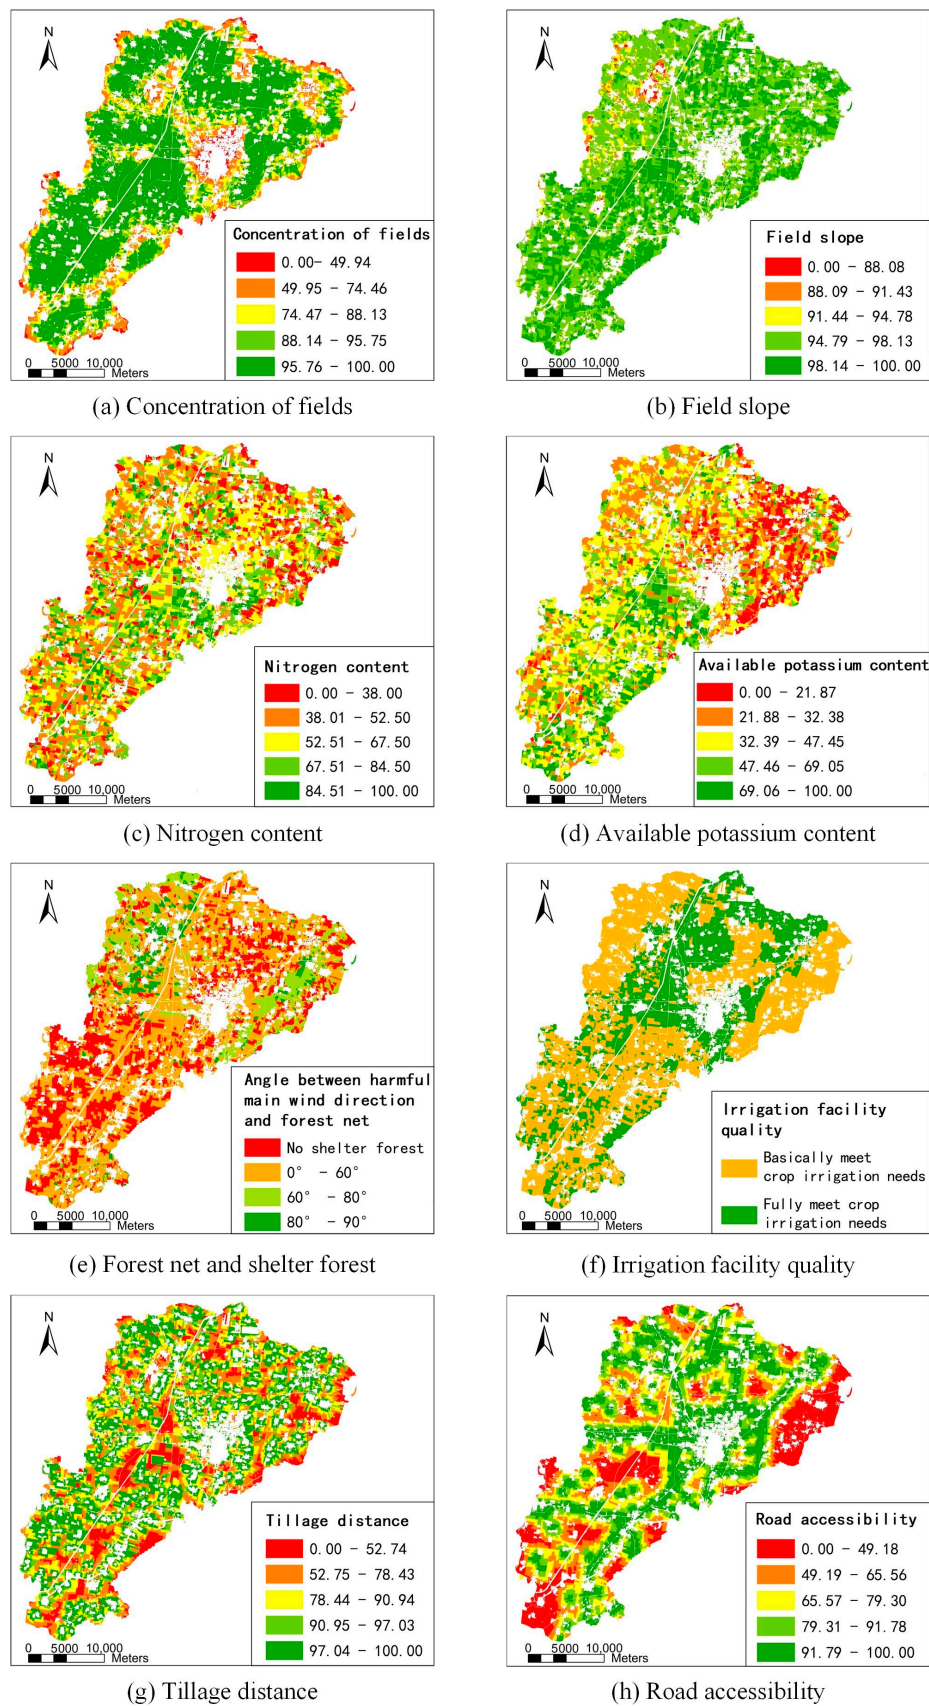 N
Concentration of fields
0.00- 49.94
49.95 - 74.46
74.47 - 88.13
88.14 - 95.75
95.76 - 100.00
0 5000 10,000
Meters
(a) Concentration of fields
N
Field slope
0.00 - 88.08
88.09 - 91.43
91.44 - 94.78
94.79 - 98.13
98.14 - 100.00
0 5000 10,000
Meters
(b) Field slope
N
Nitrogen content
0.00 - 38.00
38.01 - 52.50
52.51 - 67.50
67.51 - 84.50
84.51 - 100.00
0 5000 10,000
Meters
(c) Nitrogen content
N
Available potassium content
0.00 - 21.87
21.88 - 32.38
32.39 - 47.45
47.46 - 69.05
69.06 - 100.00
0 5000 10,000
Meters
(d) Available potassium content
N
Angle between harmful
main wind direction
and forest net
No shelter forest
0° - 60°
60° - 80°
80° - 90°
0 5000 10,000
Meters
(e) Forest net and shelter forest
N
Irrigation facility
quality
Basically meet
crop irrigation needs
Fully meet crop
irrigation needs
0 5000 10,000
Meters
(f) Irrigation facility quality
N
Tillage distance
0.00 - 52.74
52.75 - 78.43
78.44 - 90.94
90.95 - 97.03
97.04 - 100.00
0 5000 10,000
Meters
(g) Tillage distance
N
Road accessibility
0.00 - 49.18
49.19 - 65.56
65.57 - 79.30
79.31 - 91.78
91.79 - 100.00
0 5000 10,000
Meters
(h) Road accessibility